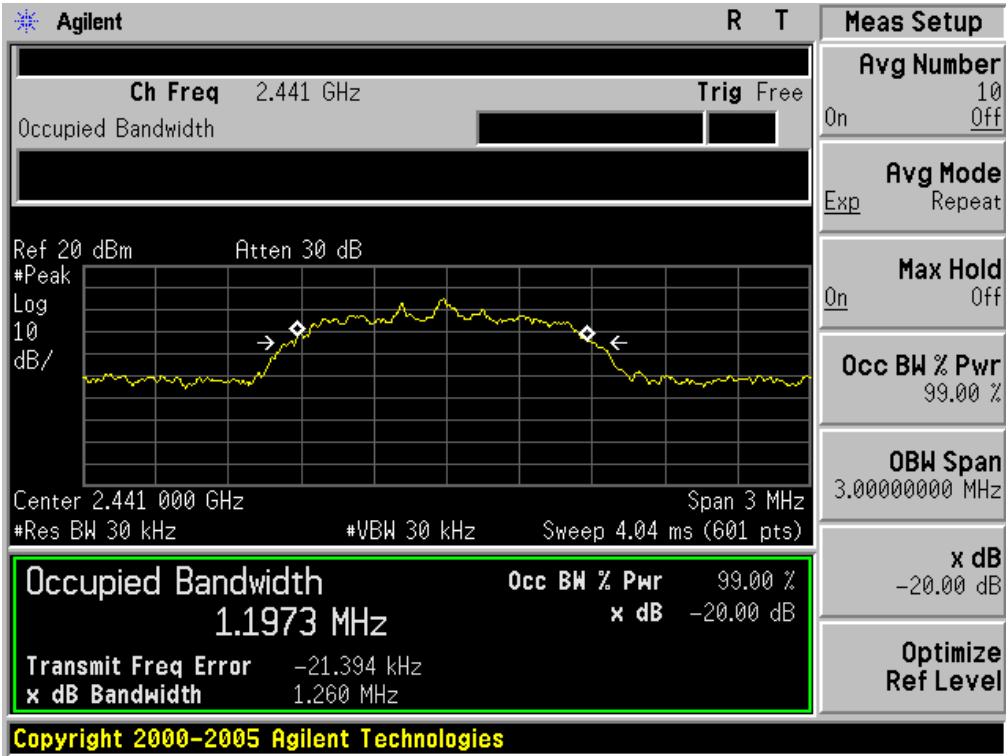 Agilent R T
Ch Freq 2.441 GHz Trig Free
Occupied Bandwidth
Ref 20 dBm Atten 30 dB
#Peak
Log
10
dB/
Center 2.441 000 GHz Span 3 MHz
#Res BW 30 kHz #VBW 30 kHz Sweep 4.04 ms (601 pts)
Occupied Bandwidth
1.1973 MHz
Occ BW % Pwr 99.00 %
x dB -20.00 dB
Transmit Freq Error -21.394 kHz
x dB Bandwidth 1.260 MHz
Copyright 2000-2005 Agilent Technologies
Meas Setup
Avg Number
10
On Off
Avg Mode
Exp Repeat
Max Hold
On Off
Occ BW % Pwr
99.00 %
OBW Span
3.00000000 MHz
x dB
-20.00 dB
Optimize
Ref Level